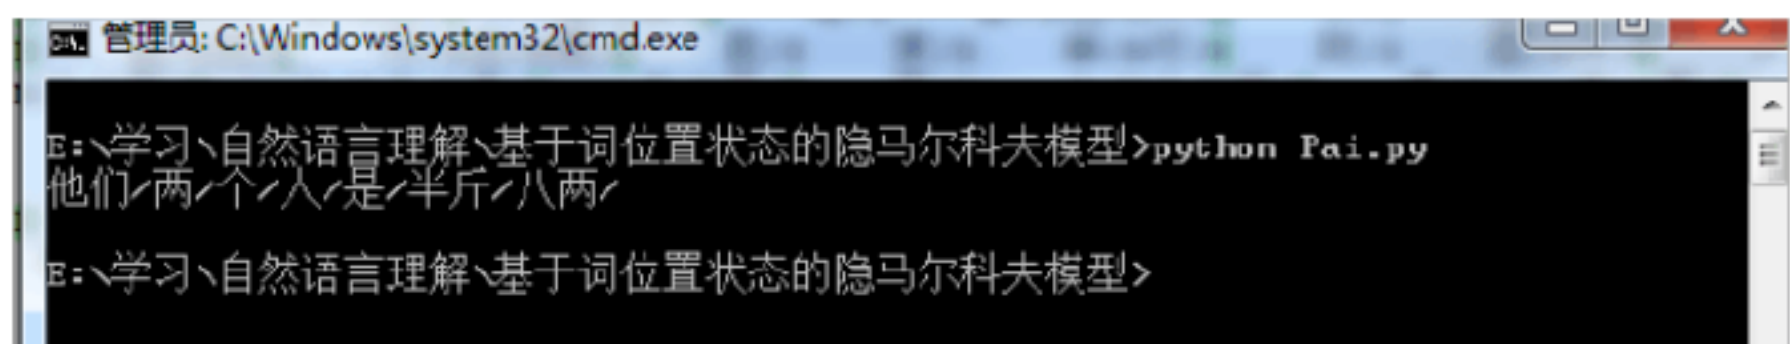 管理员: C:\Windows\system32\cmd.exe
E:\学习\自然语言理解\基于词位置状态的隐马尔科夫模型>python Pai.py
他们/两/个/人/是/半斤/八两/
E:\学习\自然语言理解\基于词位置状态的隐马尔科夫模型>